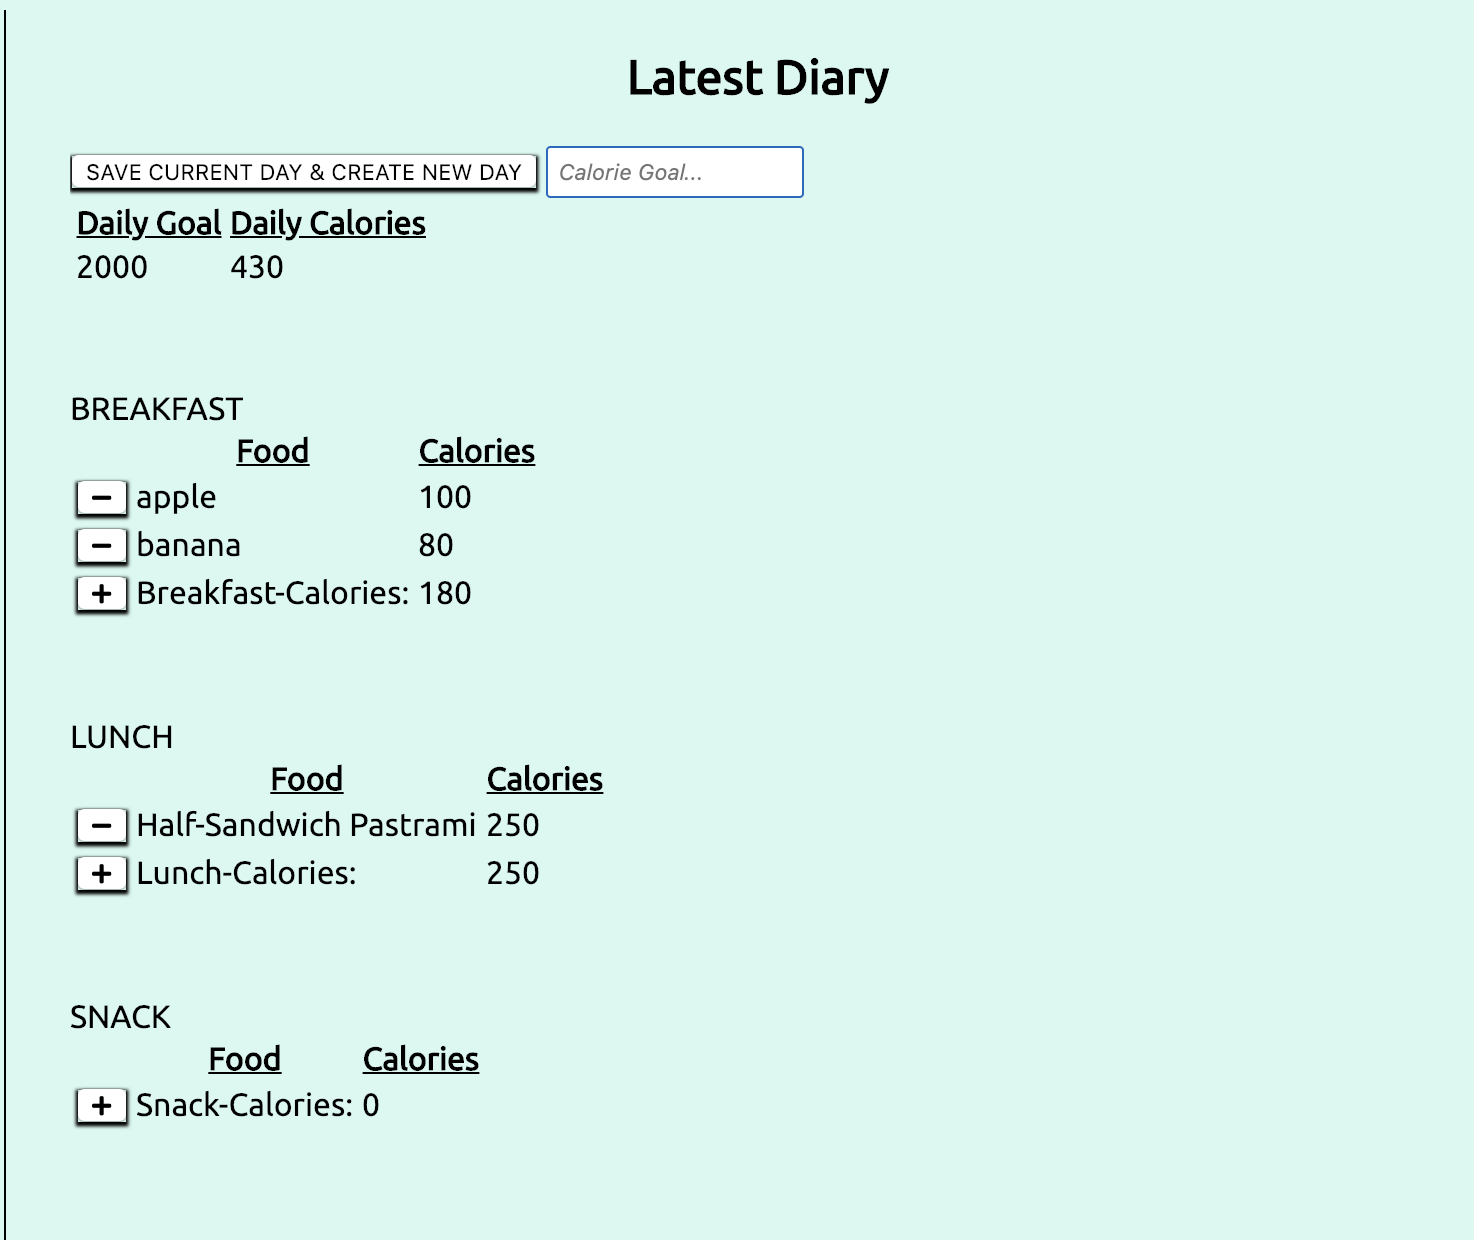 Latest Diary
SAVE CURRENT DAY & CREATE NEW DAY Calorie Goal...
Daily Goal Daily Calories
2000 430
BREAKFAST
Food Calories
− apple 100
− banana 80
+ Breakfast-Calories: 180
LUNCH
Food Calories
− Half-Sandwich Pastrami 250
+ Lunch-Calories: 250
SNACK
Food Calories
+ Snack-Calories: 0